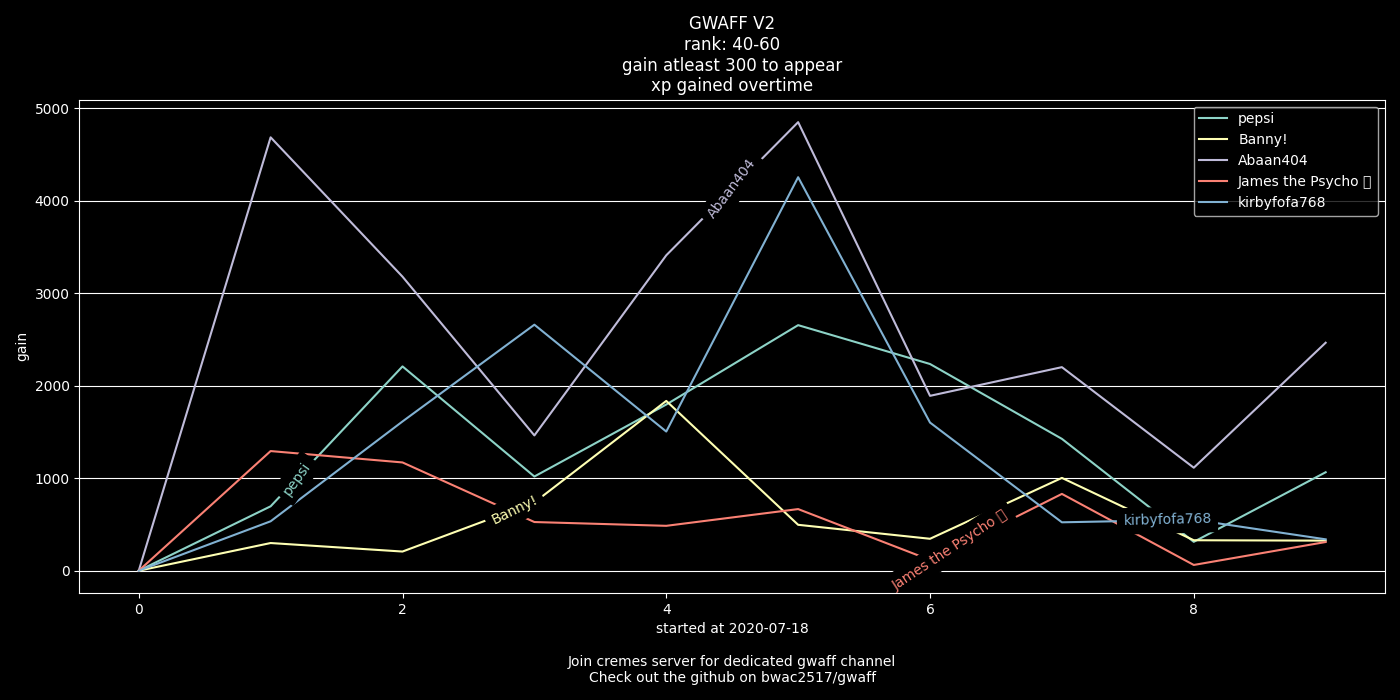 GWAFF V2
rank: 40-60
gain atleast 300 to appear
xp gained overtime
5000
4000
3000
2000
1000
0
gain
pepsi
Banny!
Abaan404
James the Psycho
kirbyfofa768
Abaan404
pepsi
Banny!
James the Psycho
kirbyfofa768
0
2
4
6
8
started at 2020-07-18
Join cremes server for dedicated gwaff channel
Check out the github on bwac2517/gwaff